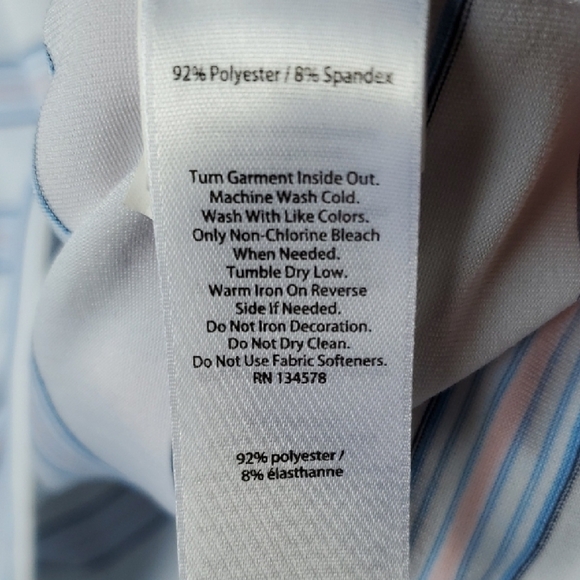 92% Polyester / 8% Spandex
Turn Garment Inside Out.
Machine Wash Cold.
Wash With Like Colors.
Only Non-Chlorine Bleach
When Needed.
Tumble Dry Low.
Warm Iron On Reverse
Side If Needed.
Do Not Iron Decoration.
Do Not Dry Clean.
Do Not Use Fabric Softeners.
RN 134578
92% polyester /
8% élasthanne